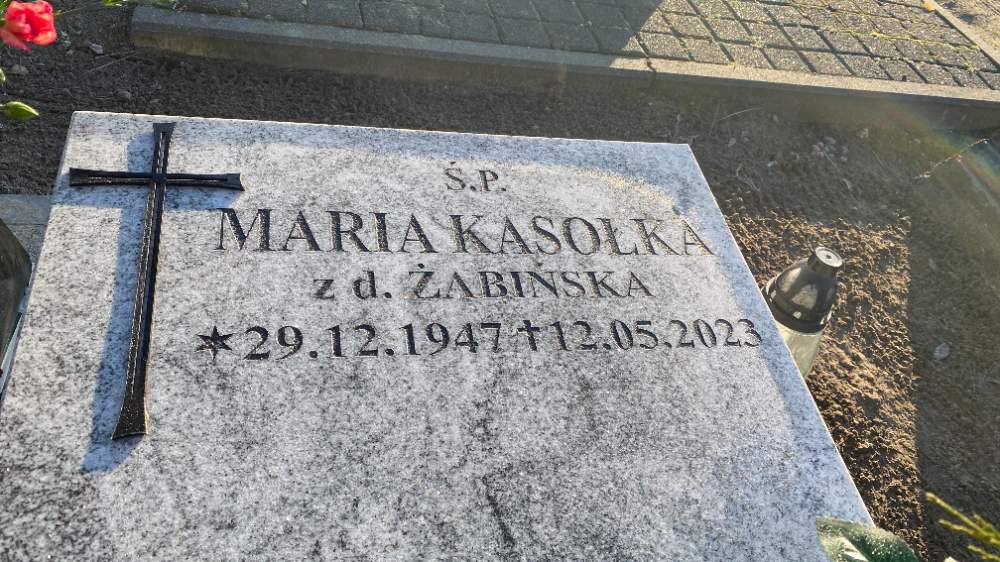 Ś.P.
MARIA KASOŁKA
z d. ŻABIŃSKA
29.12.1947 12.05.2023